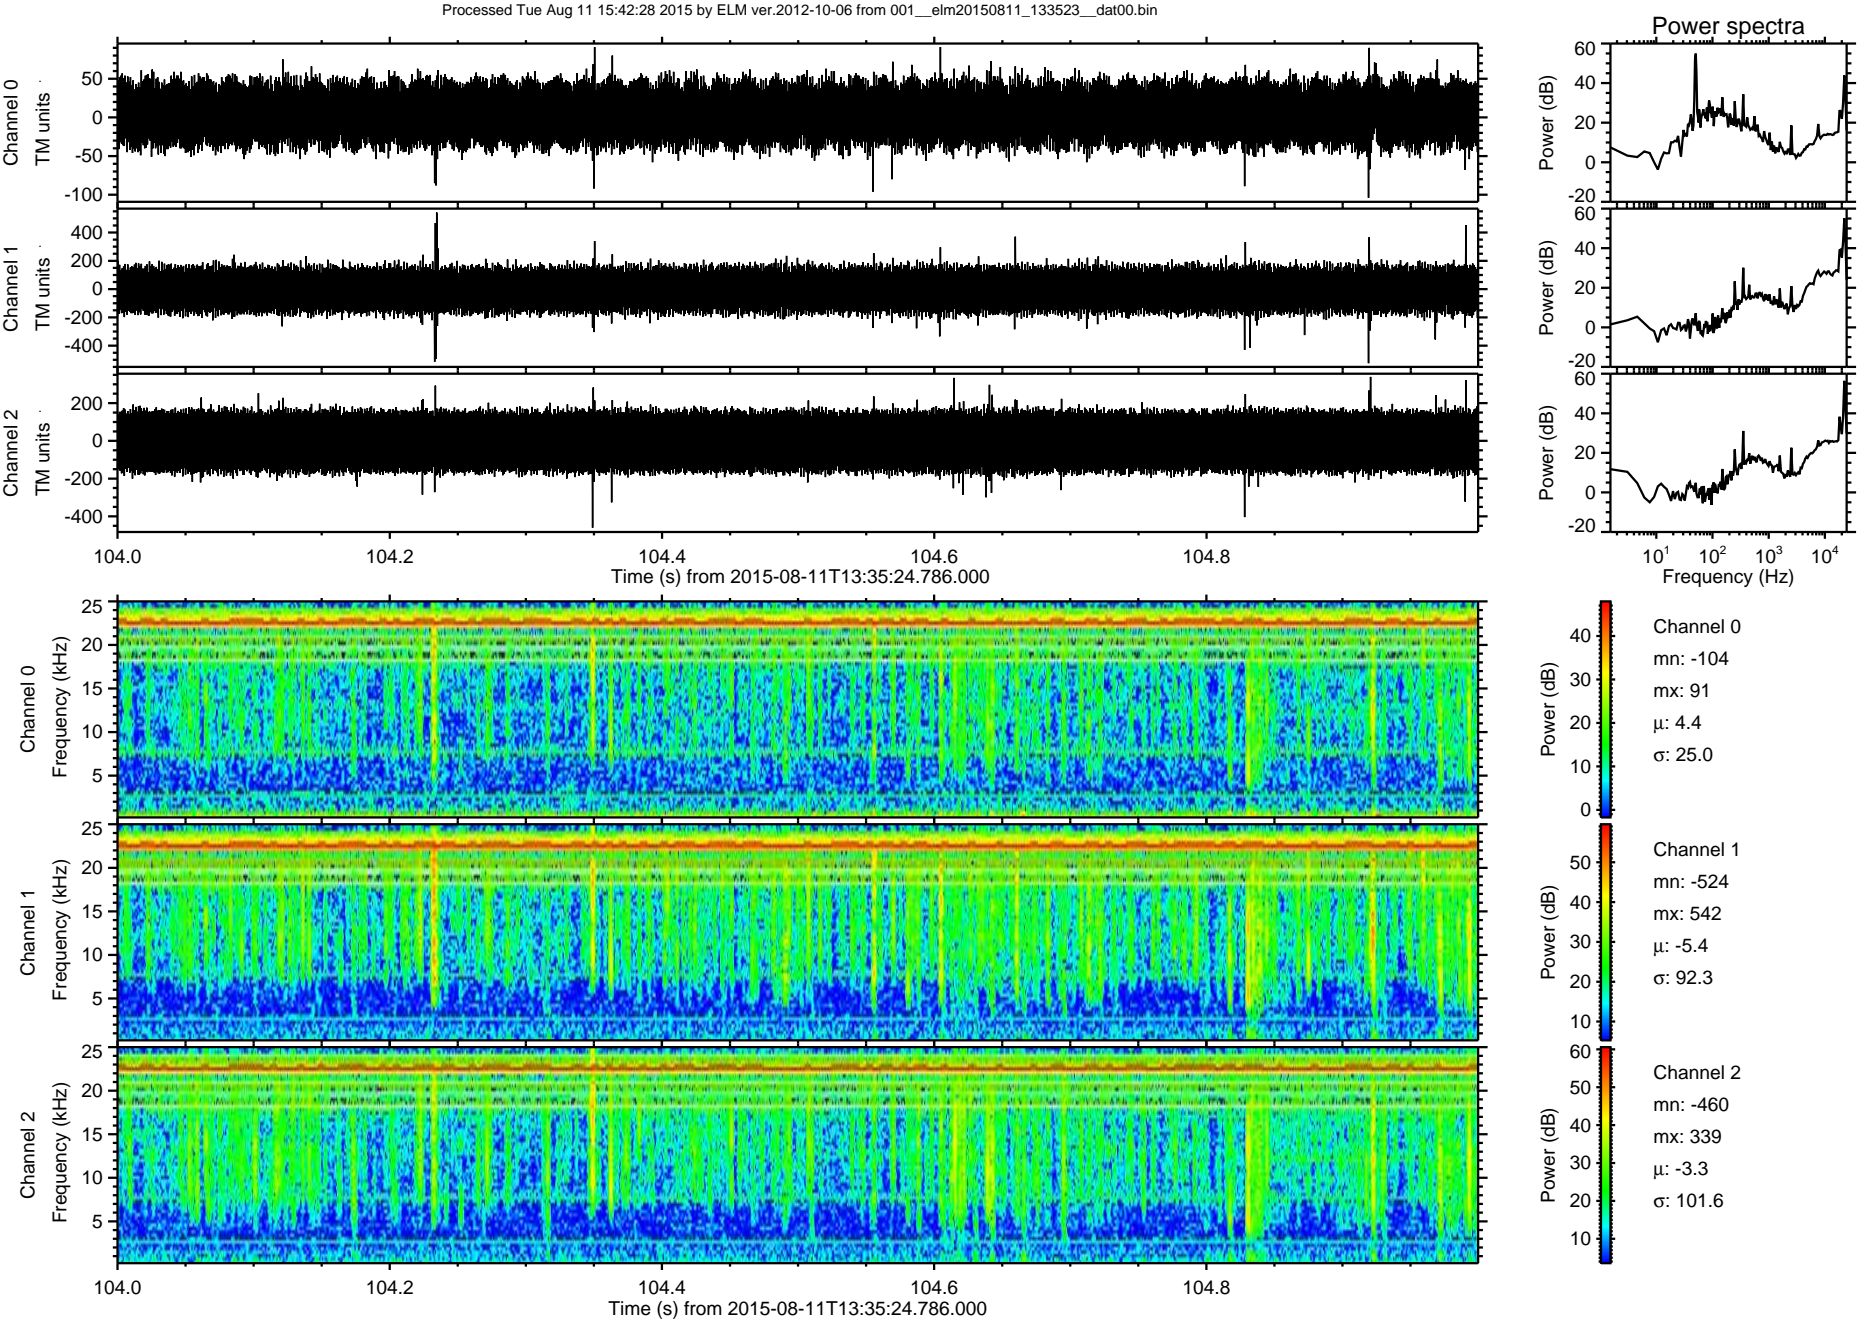 Processed Tue Aug 11 15:42:28 2015 by ELM ver.2012-10-06 from 001__elm20150811_133523__dat00.bin
Power spectra
Channel 0
TM units
50
0
-50
-100
Power (dB)
60
40
20
0
-20
Channel 1
TM units
400
200
0
-200
-400
Power (dB)
60
40
20
0
-20
Channel 2
TM units
200
0
-200
-400
Power (dB)
60
40
20
0
-20
104.0 104.2 104.4 104.6 104.8
Time (s) from 2015-08-11T13:35:24.786.000
10^1 10^2 10^3 10^4
Frequency (Hz)
Channel 0
Frequency (kHz)
25
20
15
10
5
Power (dB)
40
30
20
10
0
Channel 0
mn: -104
mx: 91
μ: 4.4
σ: 25.0
Channel 1
Frequency (kHz)
25
20
15
10
5
Power (dB)
50
40
30
20
10
Channel 1
mn: -524
mx: 542
μ: -5.4
σ: 92.3
Channel 2
Frequency (kHz)
25
20
15
10
5
Power (dB)
60
50
40
30
20
10
Channel 2
mn: -460
mx: 339
μ: -3.3
σ: 101.6
104.0 104.2 104.4 104.6 104.8
Time (s) from 2015-08-11T13:35:24.786.000